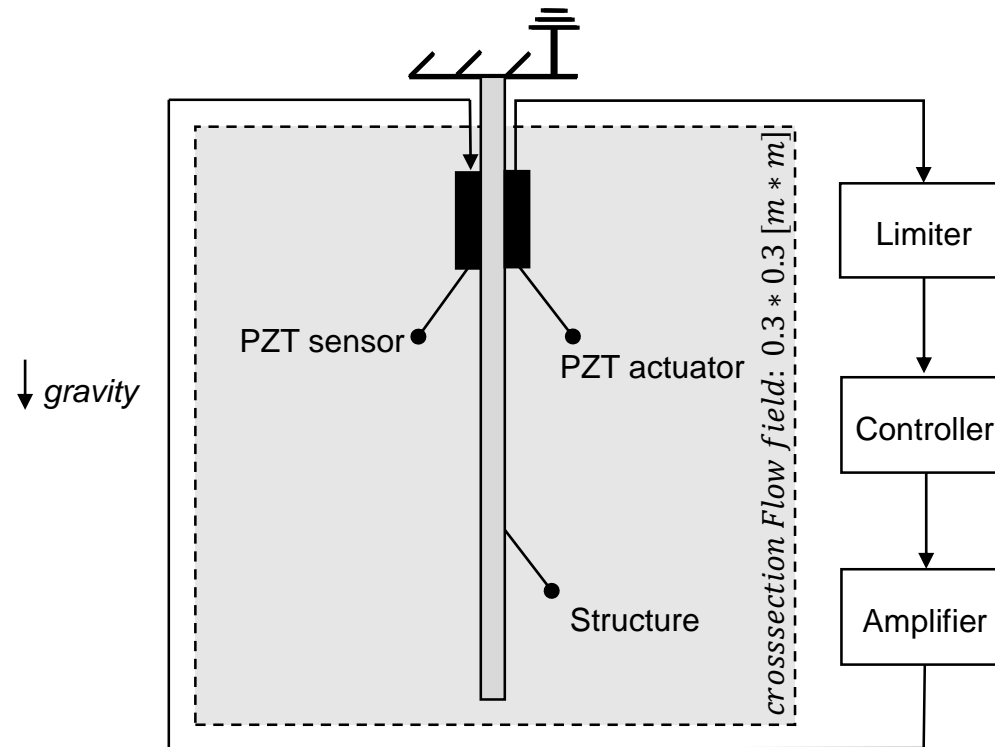 Limiter
PZT sensor
PZT actuator
gravity
Controller
crosssection Flow field: 0.3 * 0.3 [m * m]
Structure
Amplifier